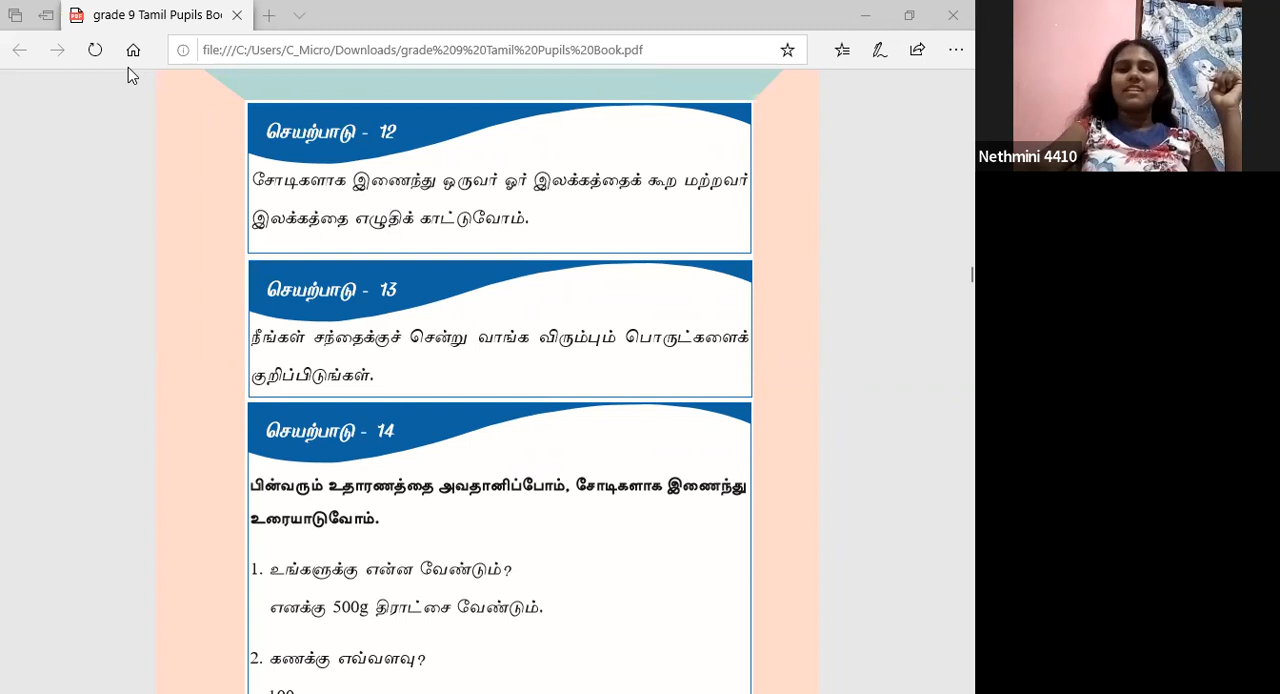 grade 9 Tamil Pupils Boo
file:///C:/Users/C_Micro/Downloads/grade%209%20Tamil%20Pupils%20Book.pdf
Nethmini 4410
செயற்பாடு - 12
சோடிகளாக இணைந்து ஒருவர் ஓர் இலக்கத்தைக் கூற மற்றவர்
இலக்கத்தை எழுதிக் காட்டுவோம்.
செயற்பாடு - 13
நீங்கள் சந்தைக்குச் சென்று வாங்க விரும்பும் பொருட்களைக்
குறிப்பிடுங்கள்.
செயற்பாடு - 14
பின்வரும் உதாரணத்தை அவதானிப்போம், சோடிகளாக இணைந்து
உரையாடுவோம்.
1. உங்களுக்கு என்ன வேண்டும்?
எனக்கு 500g திராட்சை வேண்டும்.
2. கணக்கு எவ்வளவு?